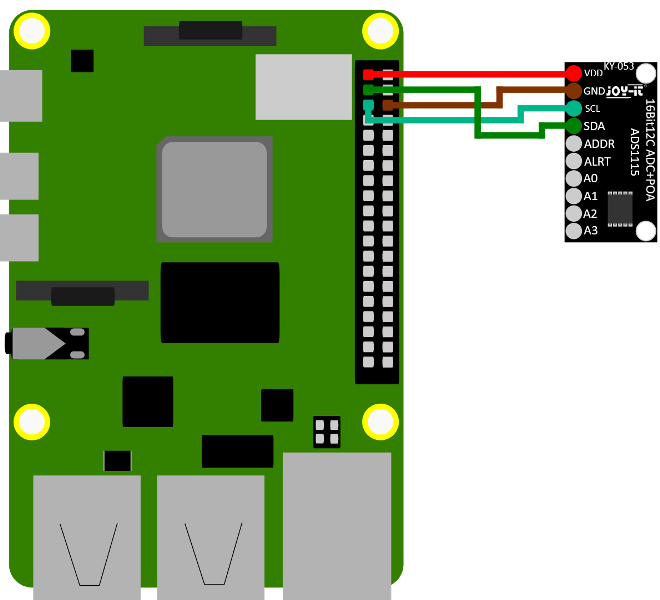 KY-053
VDD
GND
JOY-IT
SCL
SDA
ADDR
ALRT
A0
A1
A2
A3
16Bit12C ADC+POA
ADS1115